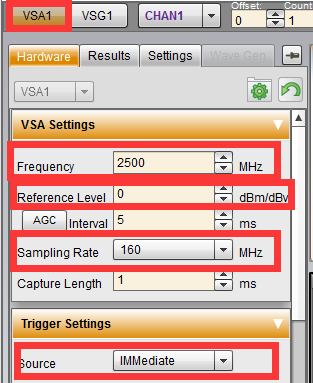 VSA1 VSG1 CHAN1 Offset: 0 Count 1
Hardware Results Settings Wave Gen
VSA1
VSA Settings
Frequency 2500 MHz
Reference Level 0 dBm/dBv
AGC Interval 5 ms
Sampling Rate 160 MHz
Capture Length 1 ms
Trigger Settings
Source IMMediate